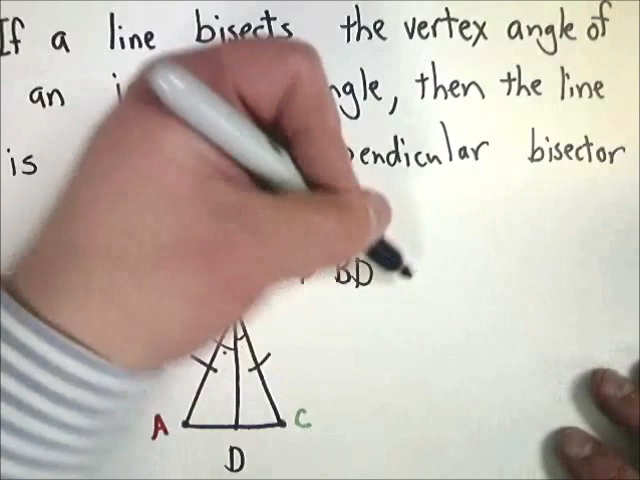 If a line bisects the vertex angle of
an ngle, then the line
is endicular bisector
BD
A C
D